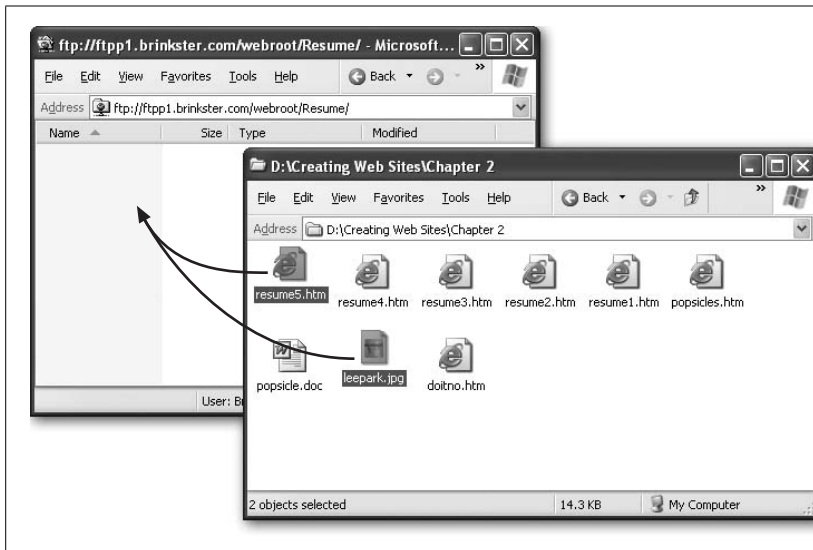 ftp://ftpp1.brinkster.com/webroot/Resume/ - Microsoft...
File Edit View Favorites Tools Help Back »
Address ftp://ftpp1.brinkster.com/webroot/Resume/
Name Size Type Modified
User:
D:\Creating Web Sites\Chapter 2
File Edit View Favorites Tools Help Back »
Address D:\Creating Web Sites\Chapter 2
resume5.htm resume4.htm resume3.htm resume2.htm resume1.htm popsicles.htm
popsicle.doc leepark.jpg doitno.htm
2 objects selected 14.3 KB My Computer